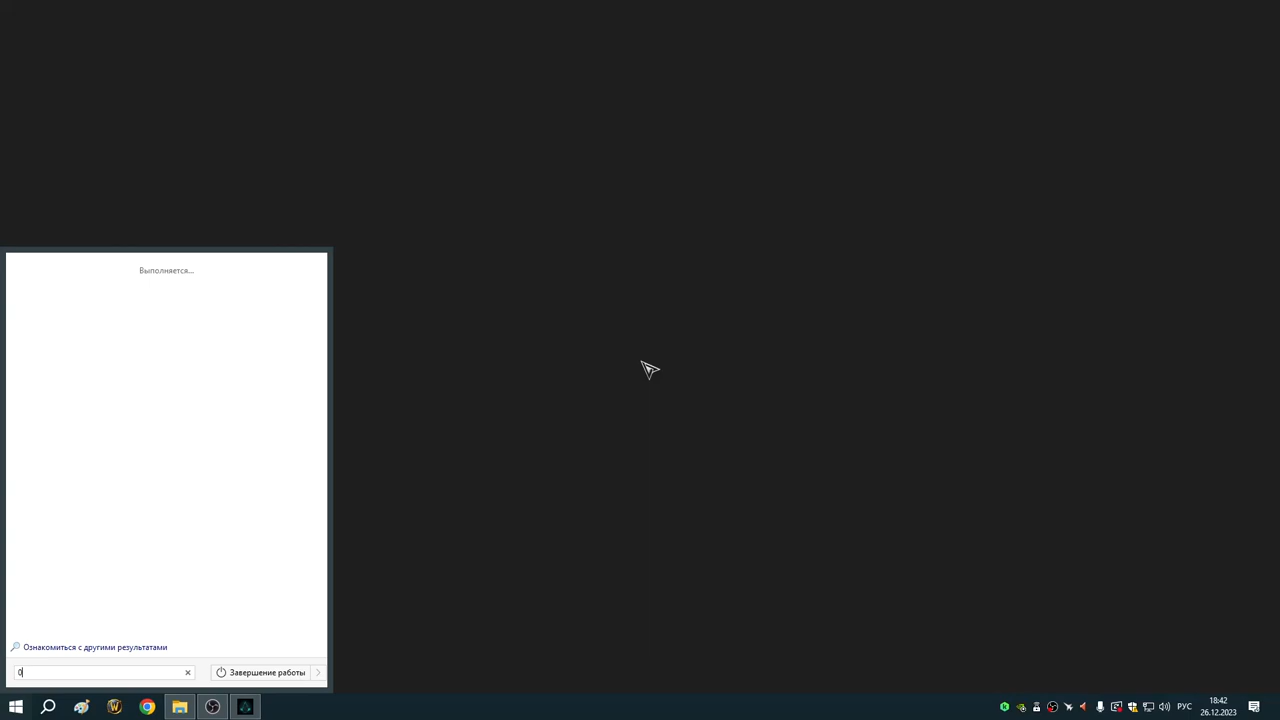 Выполняется...
Ознакомиться с другими результатами
0
Завершение работы
РУС
18:42
26.12.2023